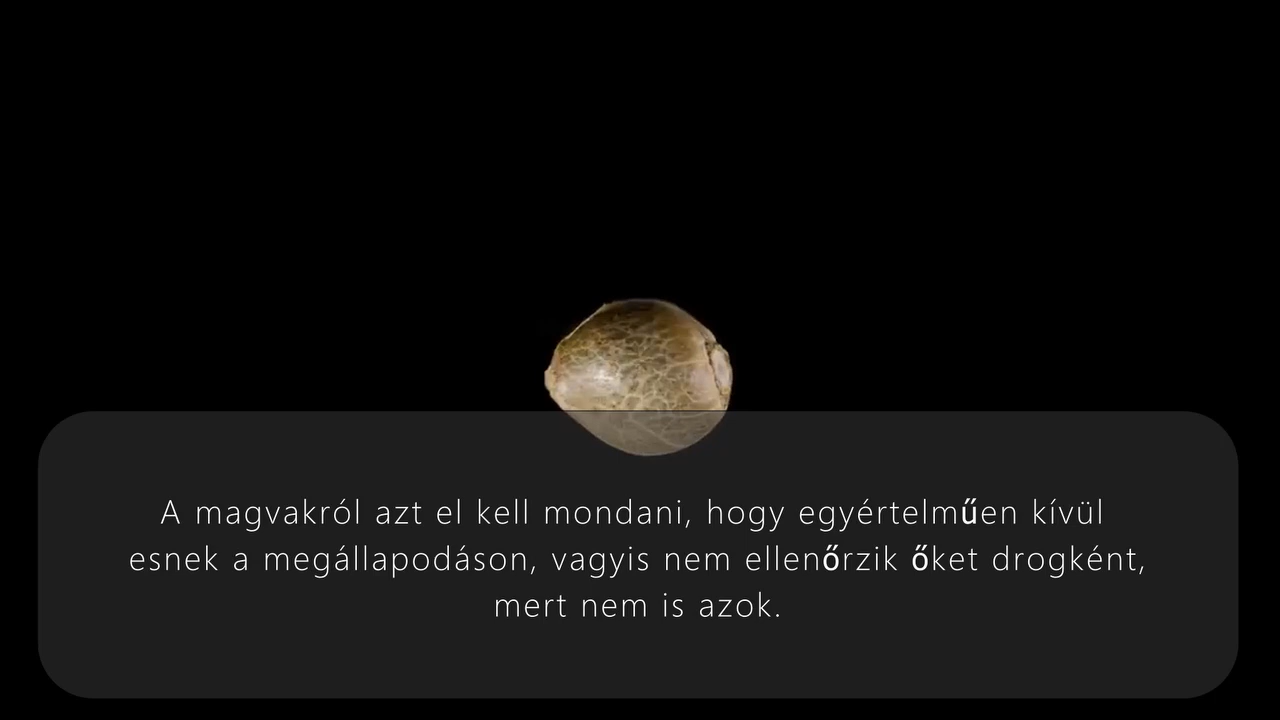 A magvakról azt el kell mondani, hogy egyértelműen kívül
esnek a megállapodáson, vagyis nem ellenőrzik őket drogként,
mert nem is azok.